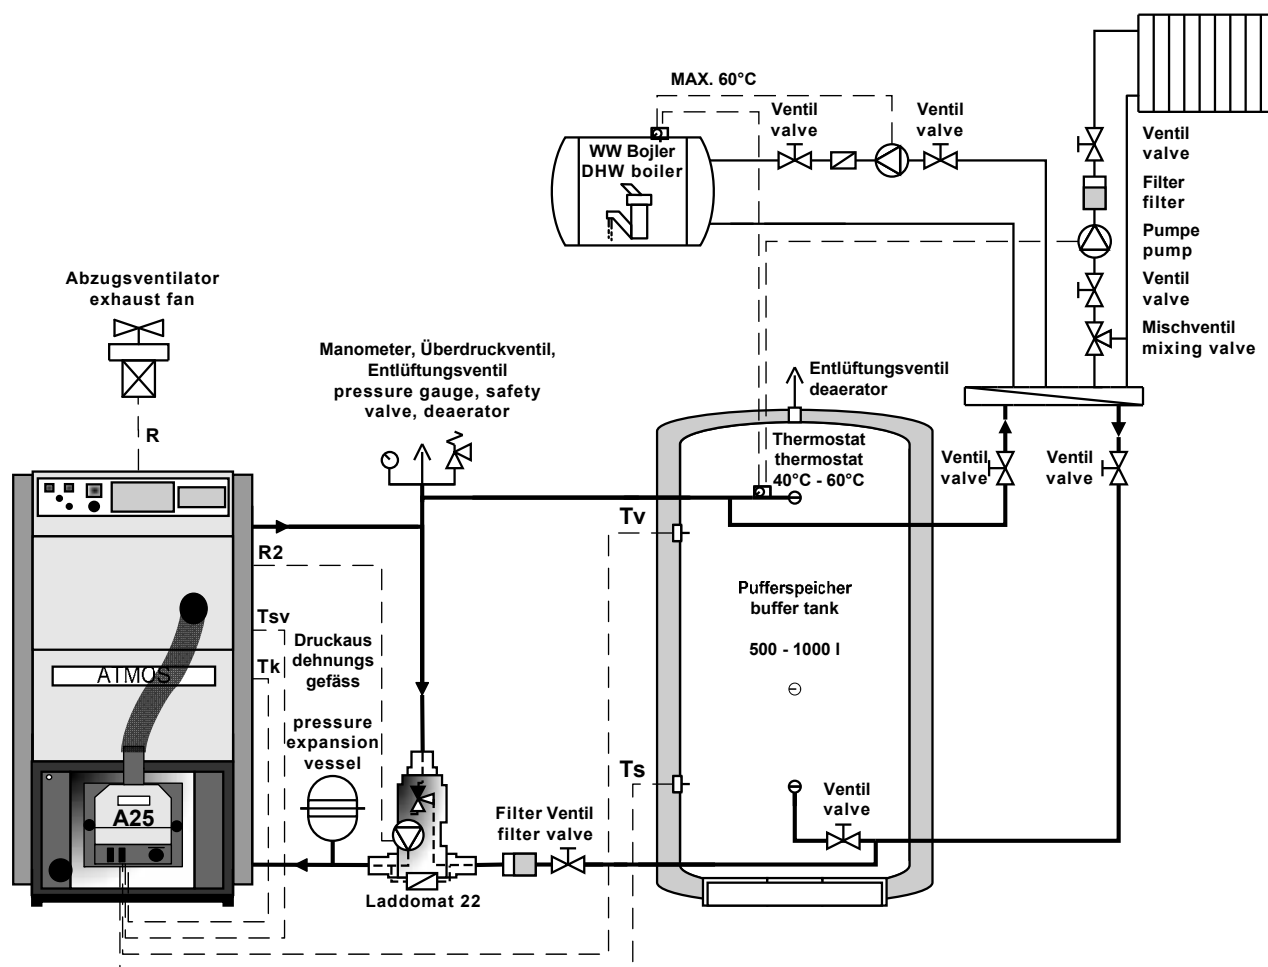 MAX. 60°C
Ventil
valve
Ventil
valve
WW Bojler
DHW boiler
Ventil
valve
Filter
filter
Pumpe
pump
Ventil
valve
Mischventil
mixing valve
Abzugsventilator
exhaust fan
R
Manometer, Überdruckventil,
Entlüftungsventil
pressure gauge, safety
valve, deaerator
Entlüftungsventil
deaerator
Thermostat
thermostat
40°C - 60°C
Ventil
valve
Ventil
valve
Tv
R2
Tsv
Tk
ATMOS
Druckaus
dehnungs
gefäss
pressure
expansion
vessel
Pufferspeicher
buffer tank
500 - 1000 l
Ts
A25
Filter Ventil
filter valve
Ventil
valve
Laddomat 22